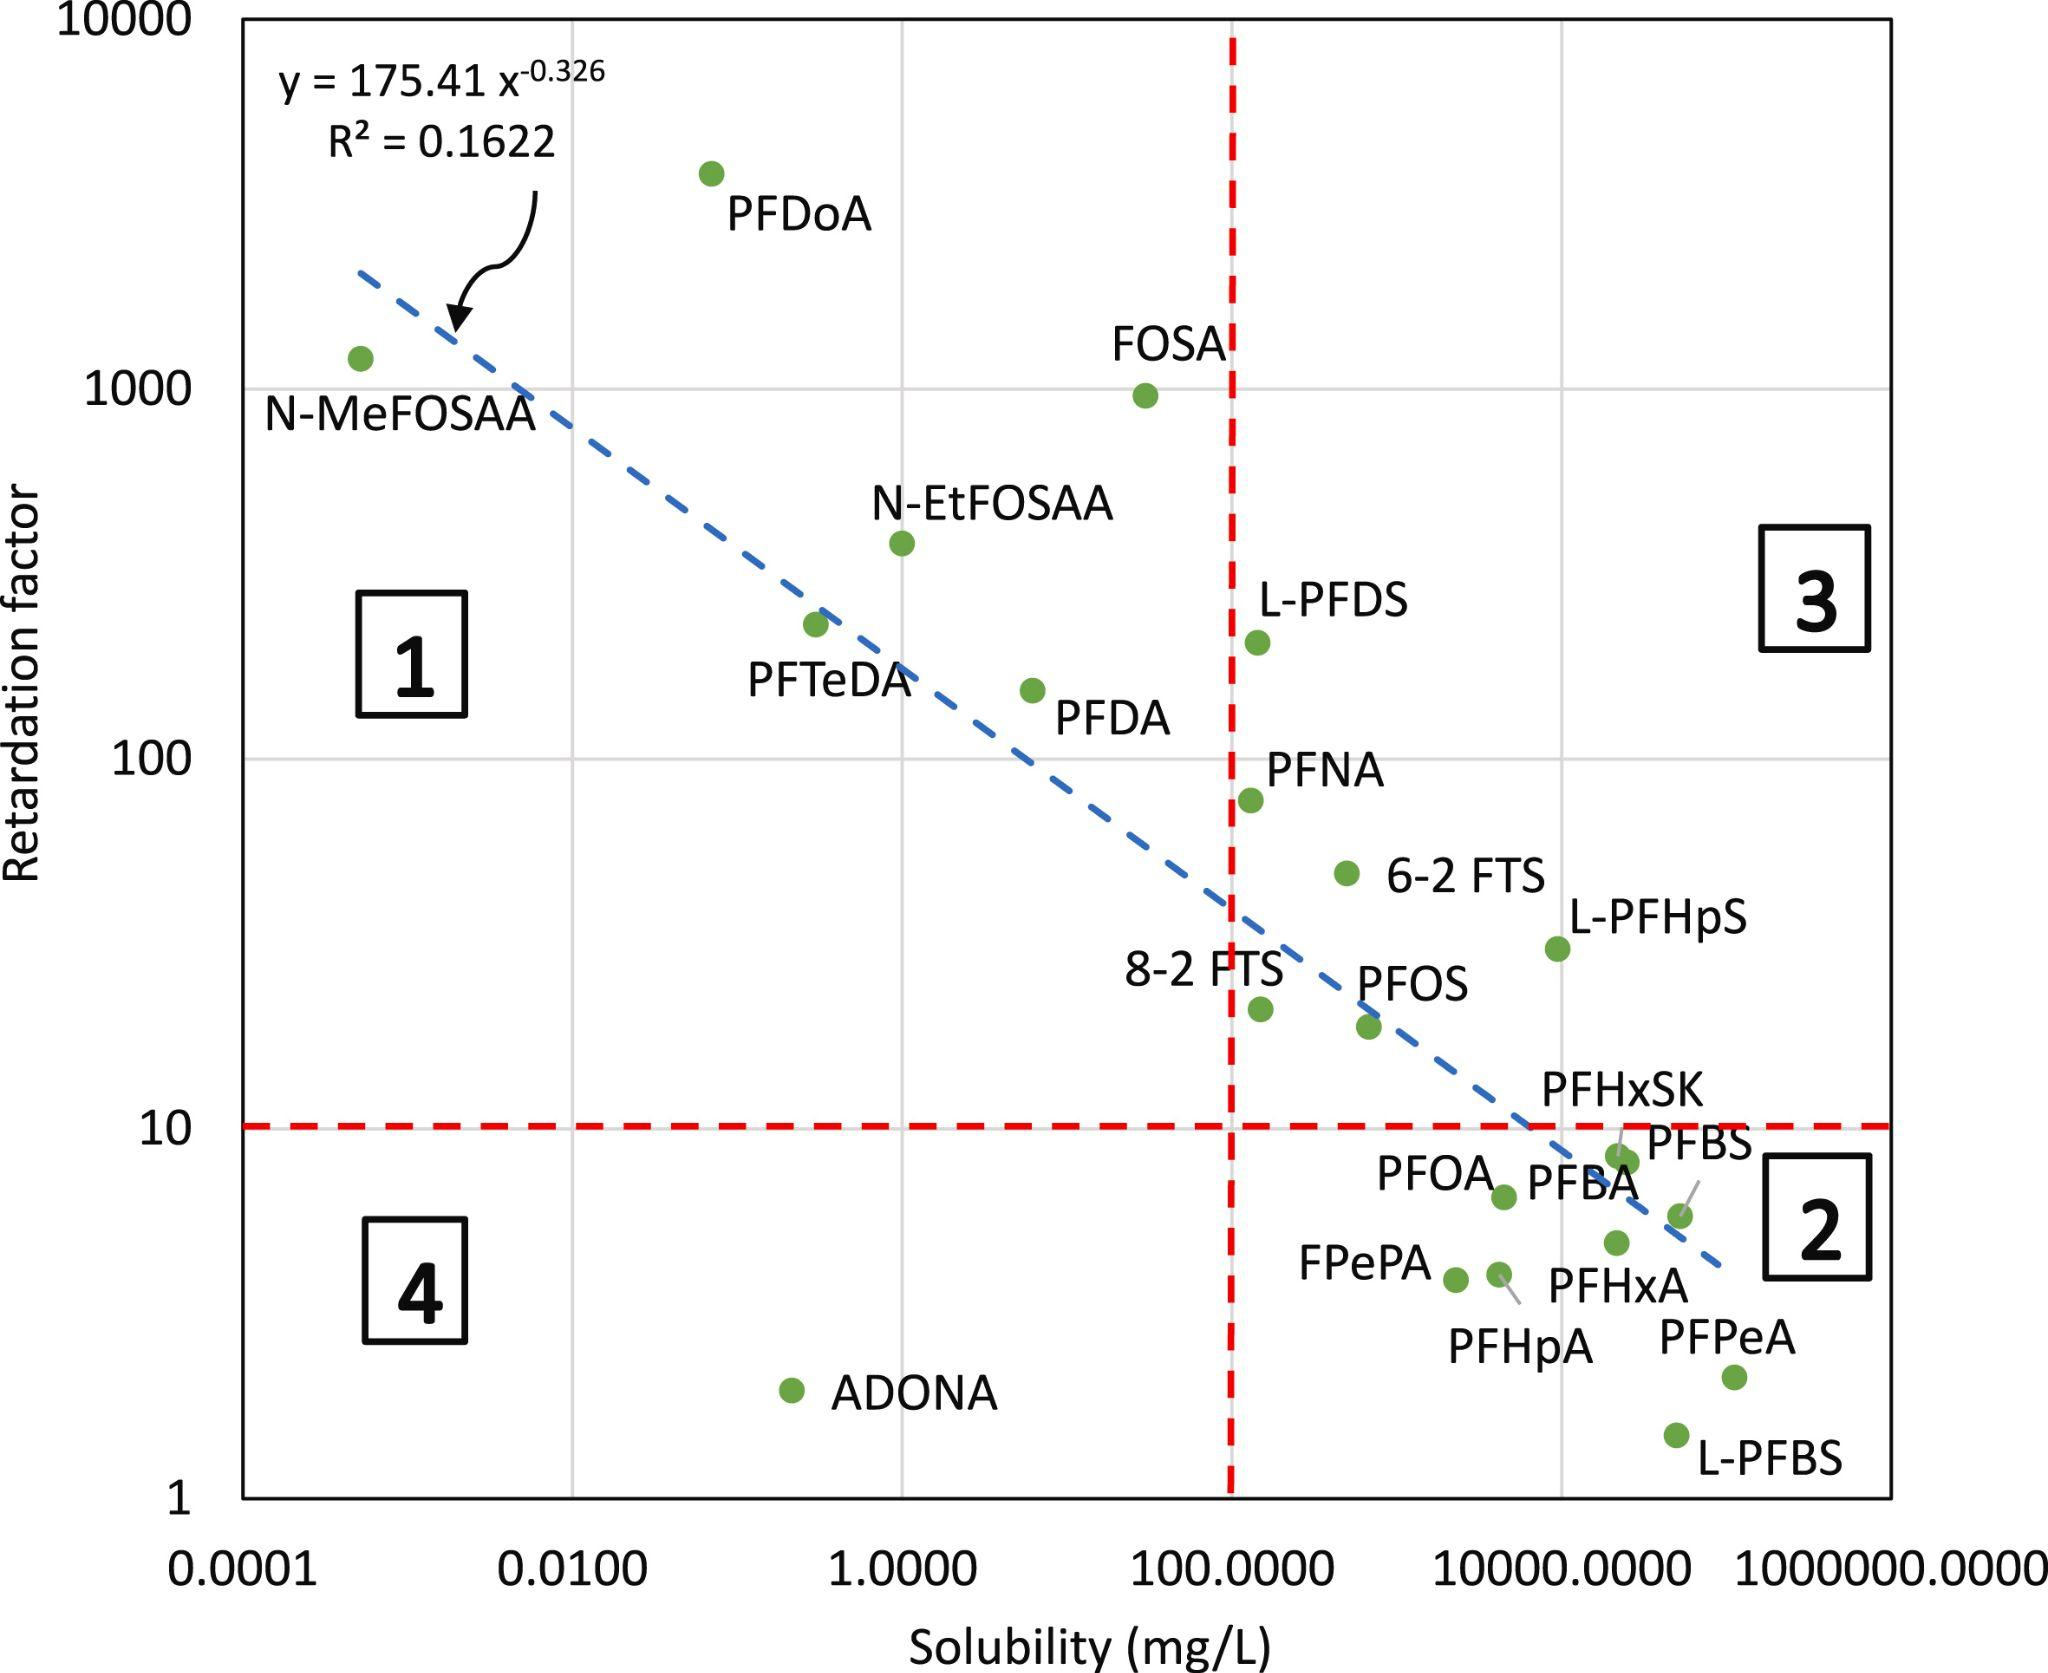 10000
y = 175.41 x^-0.326
R² = 0.1622
PFDoA
FOSA
1000
N-MeFOSAA
N-EtFOSAA
L-PFDS
3
1
PFTeDA
PFDA
100
PFNA
6-2 FTS
L-PFHpS
8-2 FTS
PFOS
PFHxSK
10
PFBS
PFOA
PFBA
2
4
FPePA
PFHxA
PFHpA
PFPeA
ADONA
L-PFBS
1
0.0001 0.0100 1.0000 100.0000 10000.0000 1000000.0000
Solubility (mg/L)
Retardation factor